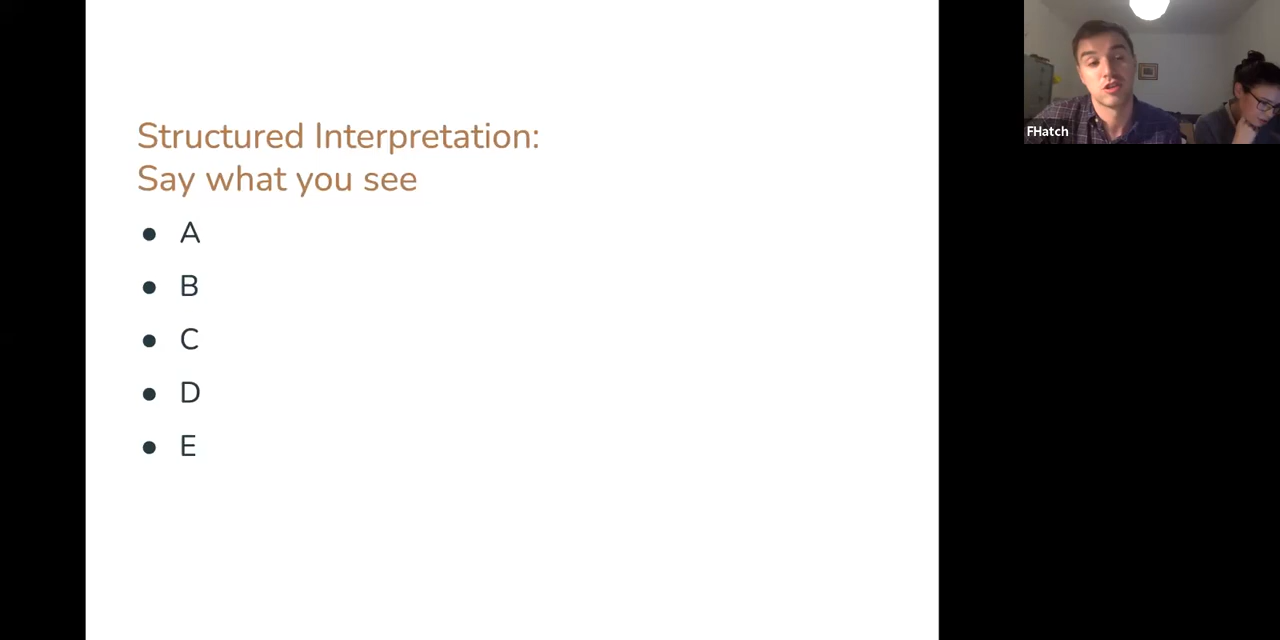 Structured Interpretation:
Say what you see
● A
● B
● C
● D
● E
FHatch